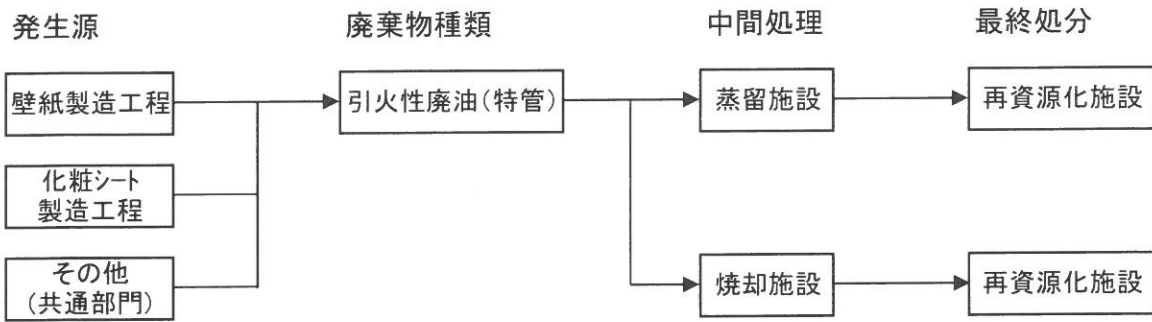 発生源
廃棄物種類
中間処理
最終処分
壁紙製造工程
引火性廃油(特管)
蒸留施設
再資源化施設
化粧シート
製造工程
その他
(共通部門)
焼却施設
再資源化施設